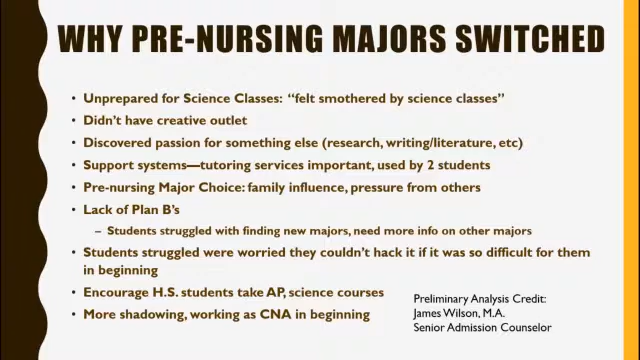 WHY PRE-NURSING MAJORS SWITCHED
• Unprepared for Science Classes: “felt smothered by science classes”
• Didn’t have creative outlet
• Discovered passion for something else (research, writing/literature, etc)
• Support systems—tutoring services important, used by 2 students
• Pre-nursing Major Choice: family influence, pressure from others
• Lack of Plan B’s
– Students struggled with finding new majors, need more info on other majors
• Students struggled were worried they couldn’t hack it if it was so difficult for them
in beginning
• Encourage H.S. students take AP, science courses
• More shadowing, working as CNA in beginning
Preliminary Analysis Credit:
James Wilson, M.A.
Senior Admission Counselor